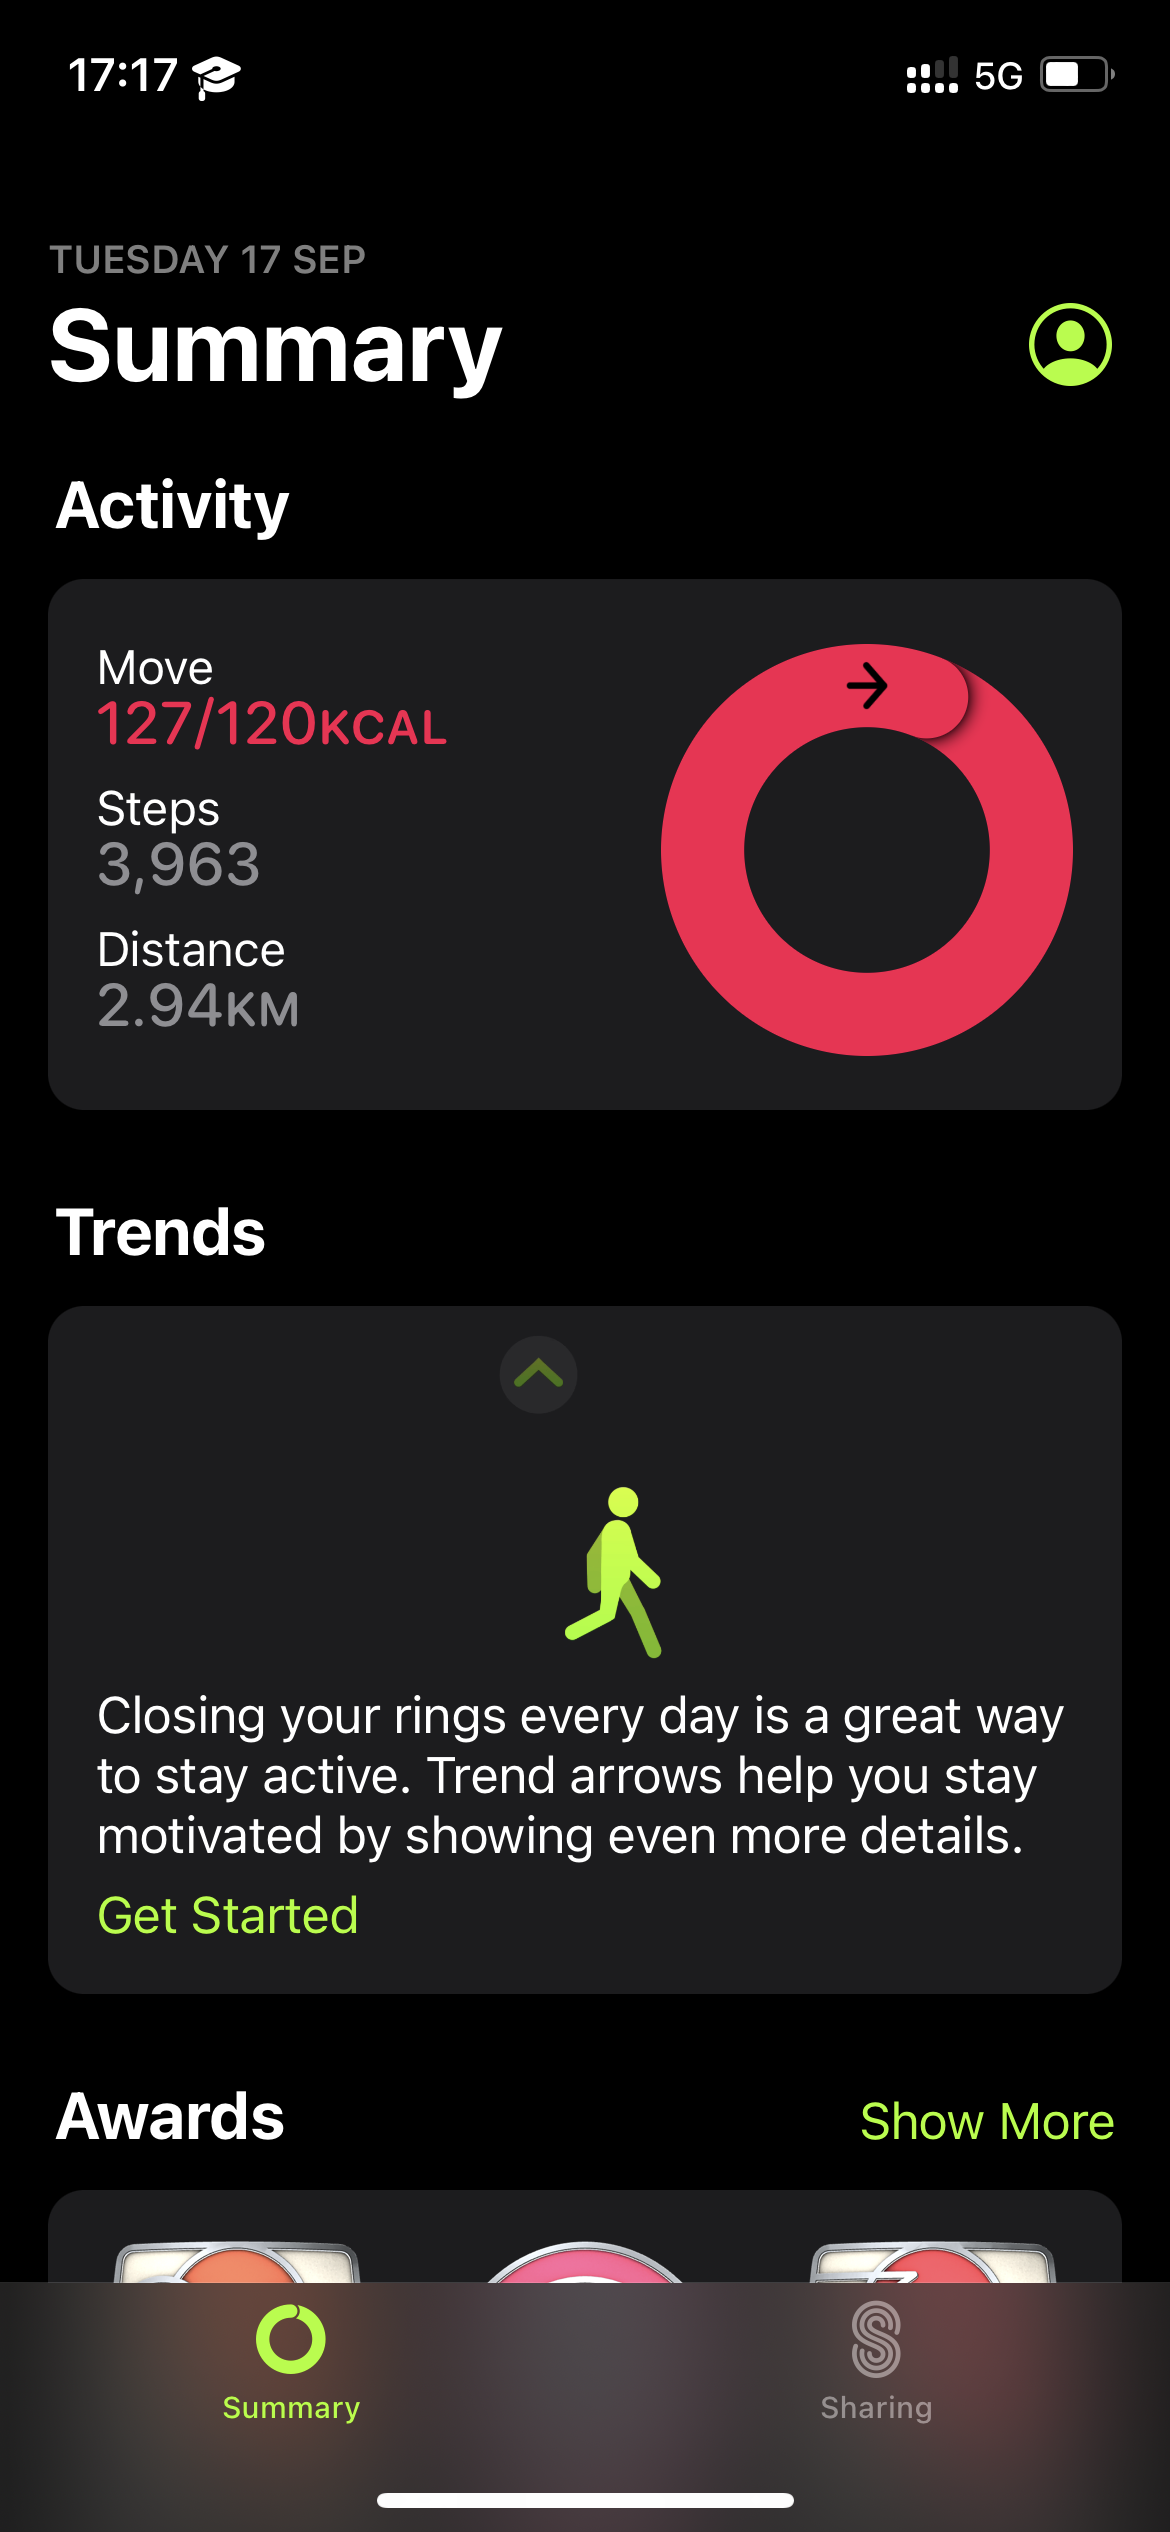 17:17
5G
TUESDAY 17 SEP
Summary
Activity
Move
127/120KCAL
Steps
3,963
Distance
2.94KM
Trends
Closing your rings every day is a great way
to stay active. Trend arrows help you stay
motivated by showing even more details.
Get Started
Awards
Show More
Summary
Sharing